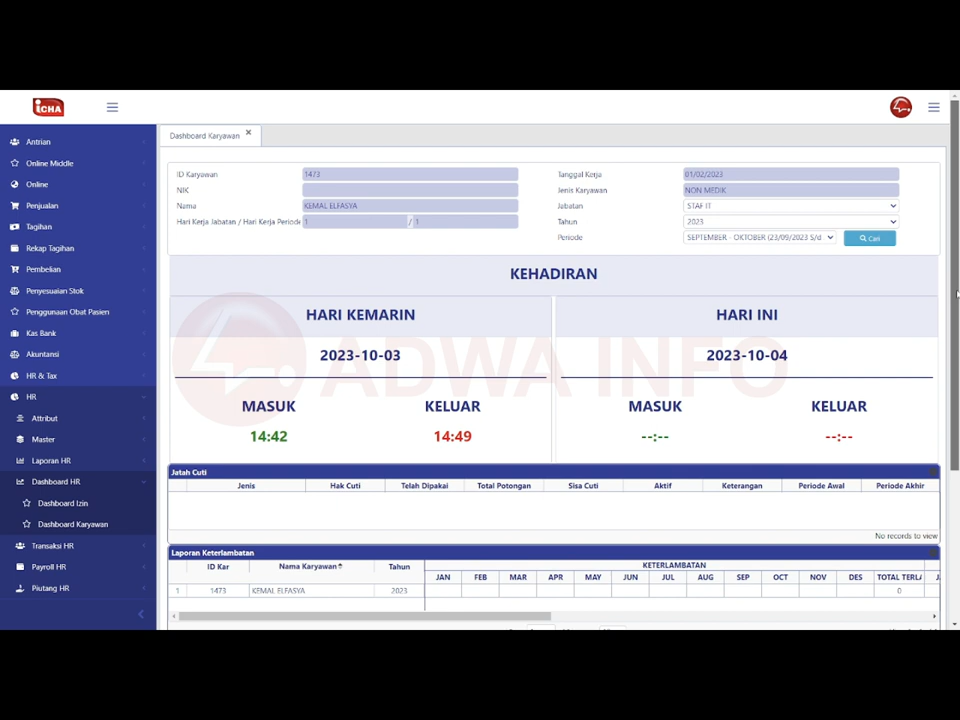 iCHA
Dashboard Karyawan ×
Antrian
Online Middle
Online
Penjualan
Tagihan
Rekap Tagihan
Pembelian
Penyesuaian Stok
Penggunaan Obat Pasien
Kas Bank
Akuntansi
HR & Tax
HR
Attribut
Master
Laporan HR
Dashboard HR
Dashboard Izin
Dashboard Karyawan
Transaksi HR
Payroll HR
Piutang HR
ID Karyawan 1473 Tanggal Kerja 01/02/2023
NIK Jenis Karyawan NON MEDIK
Nama KEMAL ELFASYA Jabatan STAF IT
Hari Kerja Jabatan / Hari Kerja Periode 1 / 1 Tahun 2023
Periode SEPTEMBER - OKTOBER (23/09/2023 S/d Cari
KEHADIRAN
HARI KEMARIN HARI INI
2023-10-03 2023-10-04
ADWA INFO
MASUK KELUAR MASUK KELUAR
14:42 14:49 --:-- --:--
Jatah Cuti
Jenis Hak Cuti Telah Dipakai Total Potongan Sisa Cuti Aktif Keterangan Periode Awal Periode Akhir
No records to view
Laporan Keterlambatan
ID Kar Nama Karyawan Tahun KETERLAMBATAN
JAN FEB MAR APR MAY JUN JUL AUG SEP OCT NOV DES TOTAL TERLA
1 1473 KEMAL ELFASYA 2023 0